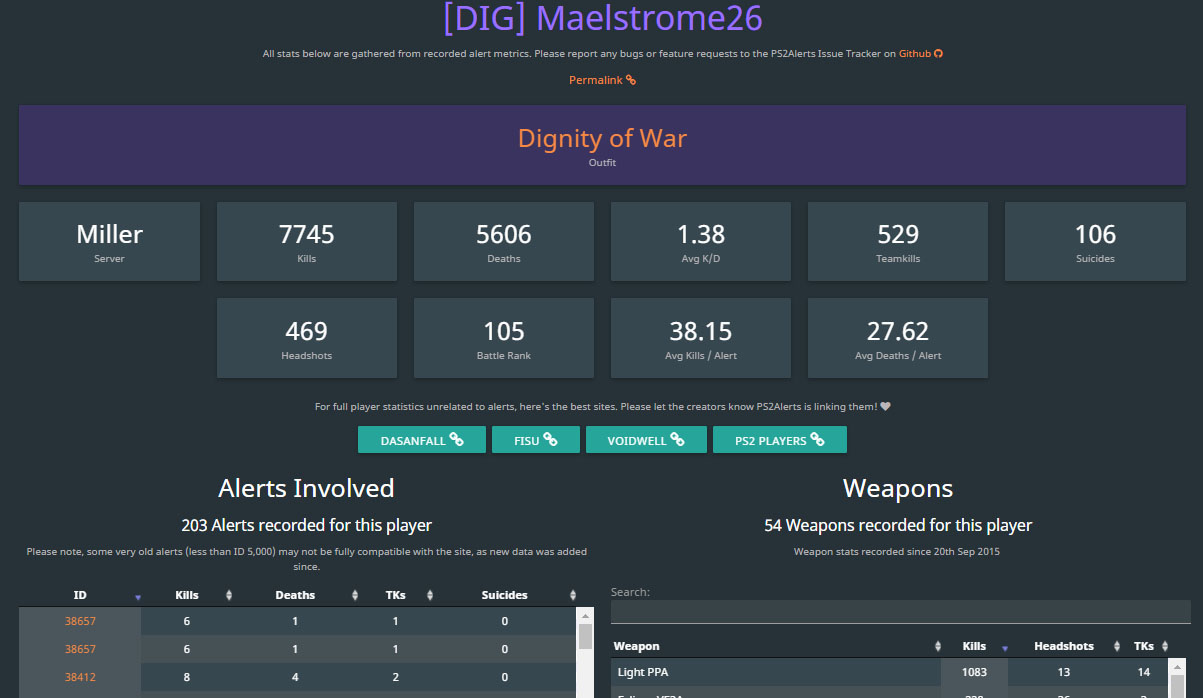 [DIG] Maelstrome26
All stats below are gathered from recorded alert metrics. Please report any bugs or feature requests to the PS2Alerts Issue Tracker on Github
Permalink
Dignity of War
Outfit
Miller
Server
7745
Kills
5606
Deaths
1.38
Avg K/D
529
Teamkills
106
Suicides
469
Headshots
105
Battle Rank
38.15
Avg Kills / Alert
27.62
Avg Deaths / Alert
For full player statistics unrelated to alerts, here's the best sites. Please let the creators know PS2Alerts is linking them!
DASANFALL FISU VOIDWELL PS2 PLAYERS
Alerts Involved
203 Alerts recorded for this player
Please note, some very old alerts (less than ID 5,000) may not be fully compatible with the site, as new data was added
since.
ID Kills Deaths TKs Suicides
38657 6 1 1 0
38657 6 1 1 0
38412 8 4 2 0
Weapons
54 Weapons recorded for this player
Weapon stats recorded since 20th Sep 2015
Search:
Weapon Kills Headshots TKs
Light PPA 1083 13 14